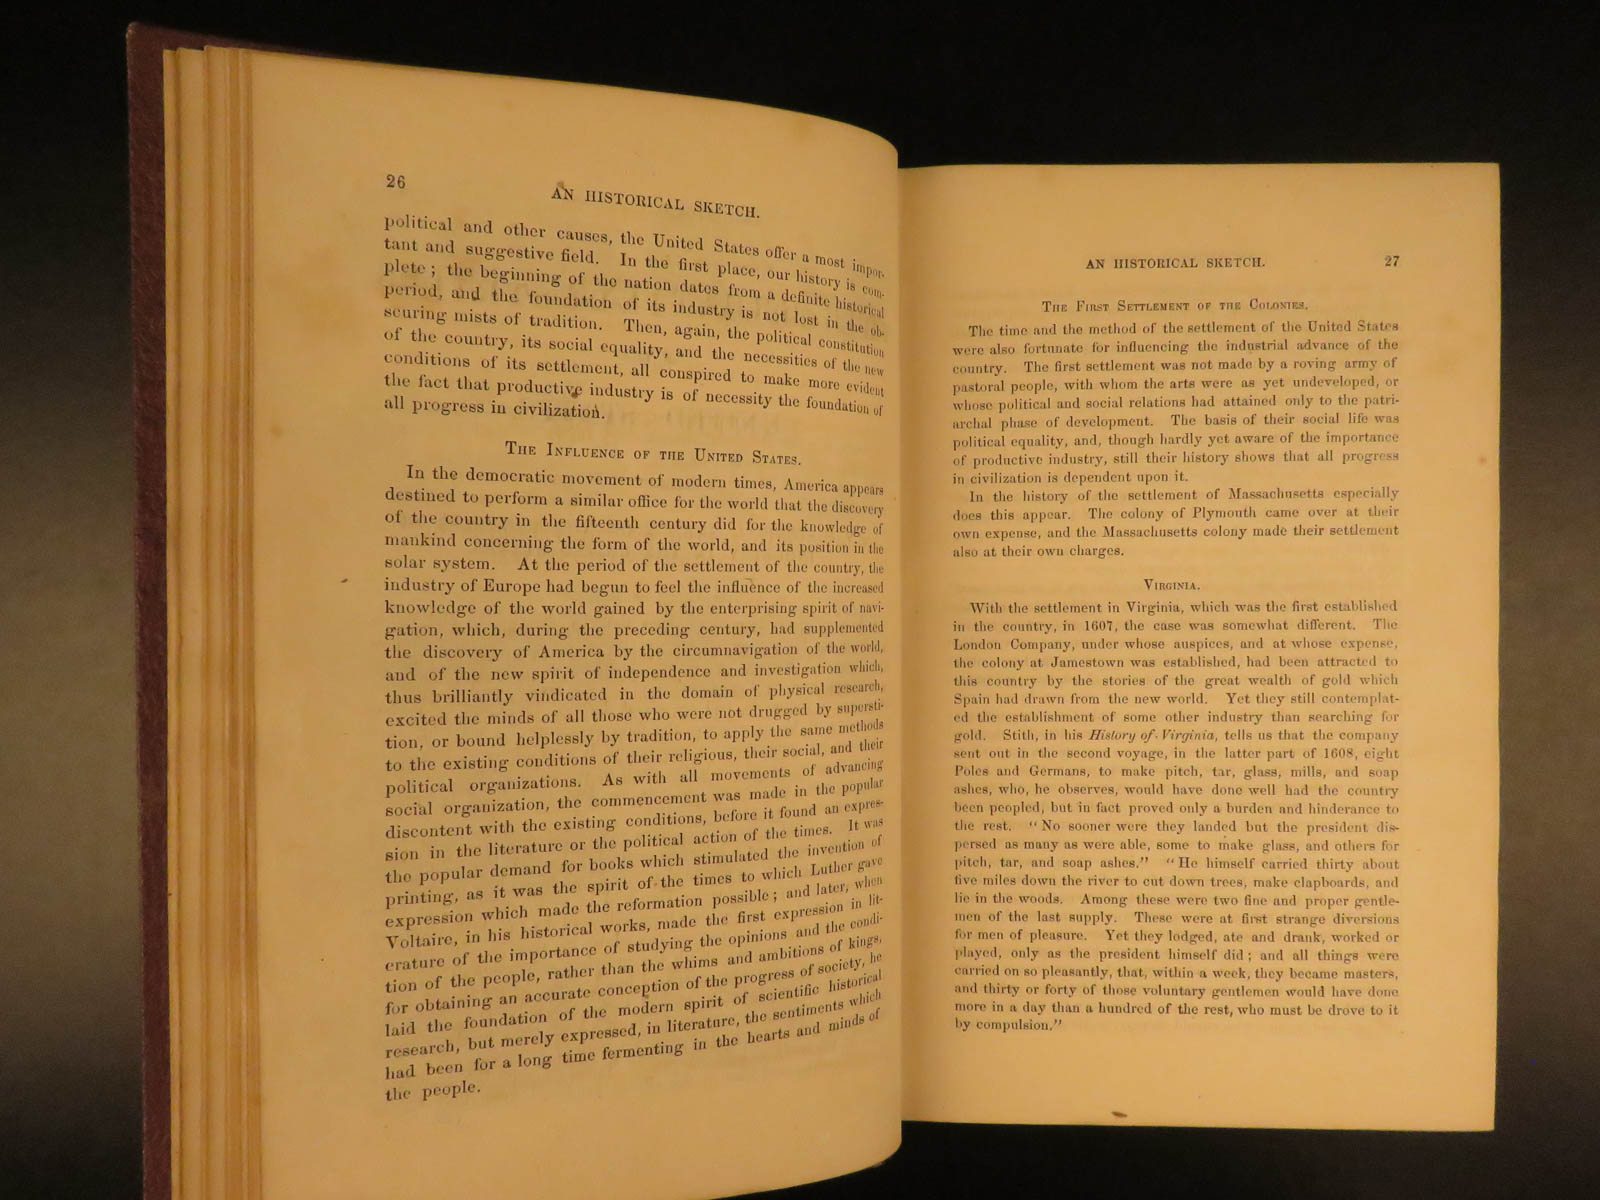 26
AN HISTORICAL SKETCH.
political and other causes, the United States offer a most impor-
tant and suggestive field. In the first place, our history is com-
plete; the beginning of the nation dates from a definite historical
period, and the foundation of its industry is not lost in the ob-
scuring mists of tradition. Then, again, the political constitution
of the country, its social equality, and the necessities of the new
conditions of its settlement, all conspired to make more evident
the fact that productive industry is of necessity the foundation of
all progress in civilization.
THE INFLUENCE OF THE UNITED STATES.
In the democratic movement of modern times, America appears
destined to perform a similar office for the world that the discovery
of the country in the fifteenth century did for the knowledge of
mankind concerning the form of the world, and its position in the
solar system. At the period of the settlement of the country, the
industry of Europe had begun to feel the influence of the increased
knowledge of the world gained by the enterprising spirit of navi-
gation, which, during the preceding century, had supplemented
the discovery of America by the circumnavigation of the world,
and of the new spirit of independence and investigation which,
thus brilliantly vindicated in the domain of physical research,
excited the minds of all those who were not drugged by supersti-
tion, or bound helplessly by tradition, to apply the same methods
to the existing conditions of their religious, their social, and their
political organizations. As with all movements of advancing
social organization, the commencement was made in the popular
discontent with the existing conditions, before it found an expres-
sion in the literature or the political action of the times. It was
the popular demand for books which stimulated the invention of
printing, as it was the spirit of the times to which Luther gave
expression which made the reformation possible; and later, when
Voltaire, in his historical works, made the first expression in lit-
erature of the importance of studying the opinions and the condi-
tion of the people, rather than the whims and ambitions of kings,
for obtaining an accurate conception of the progress of society, he
laid the foundation of the modern spirit of scientific historical
research, but merely expressed, in literature, the sentiments which
had been for a long time fermenting in the hearts and minds of
the people.
AN HISTORICAL SKETCH. 27
THE FIRST SETTLEMENT OF THE COLONIES.
The time and the method of the settlement of the United States
were also fortunate for influencing the industrial advance of the
country. The first settlement was not made by a roving army of
pastoral people, with whom the arts were as yet undeveloped, or
whose political and social relations had attained only to the patri-
archal phase of development. The basis of their social life was
political equality, and, though hardly yet aware of the importance
of productive industry, still their history shows that all progress
in civilization is dependent upon it.
In the history of the settlement of Massachusetts especially
does this appear. The colony of Plymouth came over at their
own expense, and the Massachusetts colony made their settlement
also at their own charges.
VIRGINIA.
With the settlement in Virginia, which was the first established
in the country, in 1607, the case was somewhat different. The
London Company, under whose auspices, and at whose expense,
the colony at Jamestown was established, had been attracted to
this country by the stories of the great wealth of gold which
Spain had drawn from the new world. Yet they still contemplat-
ed the establishment of some other industry than searching for
gold. Stith, in his History of Virginia, tells us that the company
sent out in the second voyage, in the latter part of 1608, eight
Poles and Germans, to make pitch, tar, glass, mills, and soap
ashes, who, he observes, would have done well had the country
been peopled, but in fact proved only a burden and hinderance to
the rest. "No sooner were they landed but the president dis-
persed as many as were able, some to make glass, and others for
pitch, tar, and soap ashes." "He himself carried thirty about
five miles down the river to cut down trees, make clapboards, and
lie in the woods. Among these were two fine and proper gentle-
men of the last supply. These were at first strange diversions
for men of pleasure. Yet they lodged, ate and drank, worked or
played, only as the president himself did; and all things were
carried on so pleasantly, that, within a week, they became masters,
and thirty or forty of those voluntary gentlemen would have done
more in a day than a hundred of the rest, who must be drove to it
by compulsion."